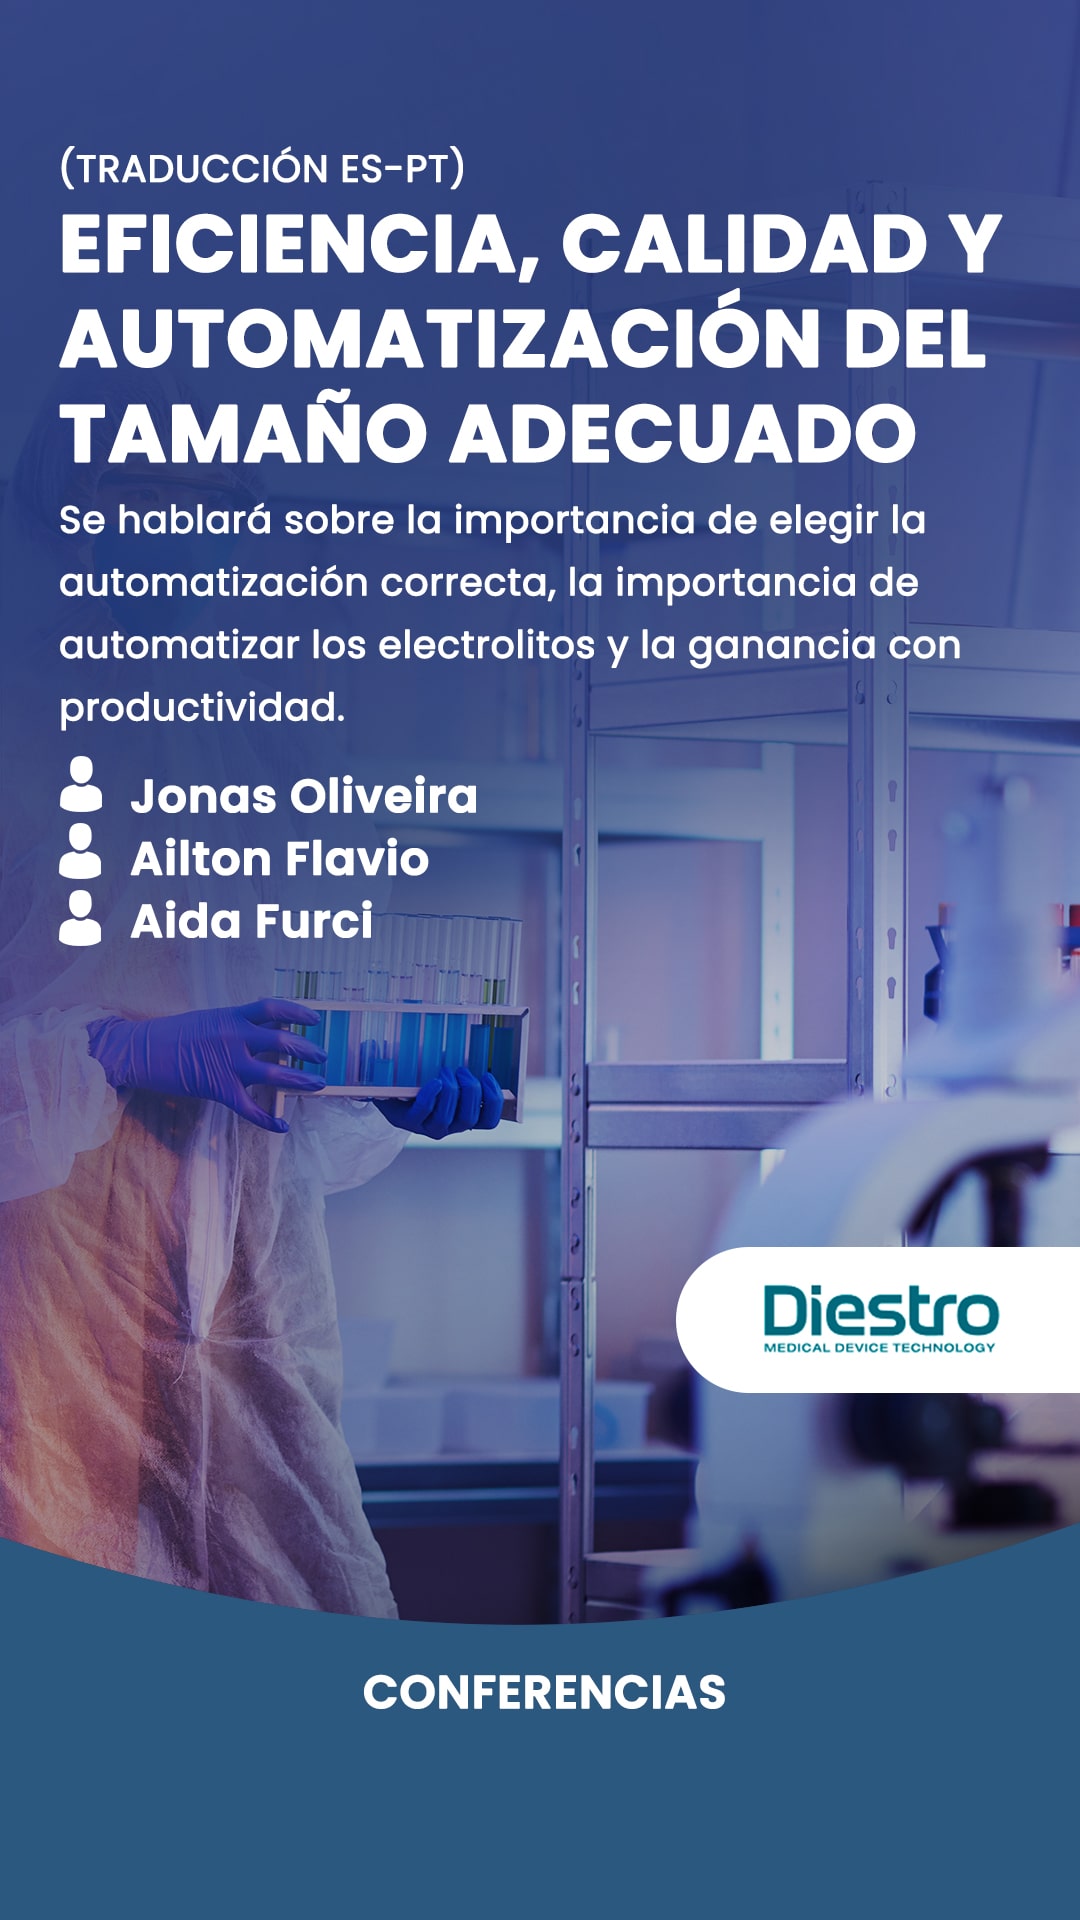 (TRADUCCIÓN ES-PT)
EFICIENCIA, CALIDAD Y
AUTOMATIZACIÓN DEL
TAMAÑO ADECUADO
Se hablará sobre la importancia de elegir la
automatización correcta, la importancia de
automatizar los electrolitos y la ganancia con
productividad.
Jonas Oliveira
Ailton Flavio
Aida Furci
Diestro
MEDICAL DEVICE TECHNOLOGY
CONFERENCIAS